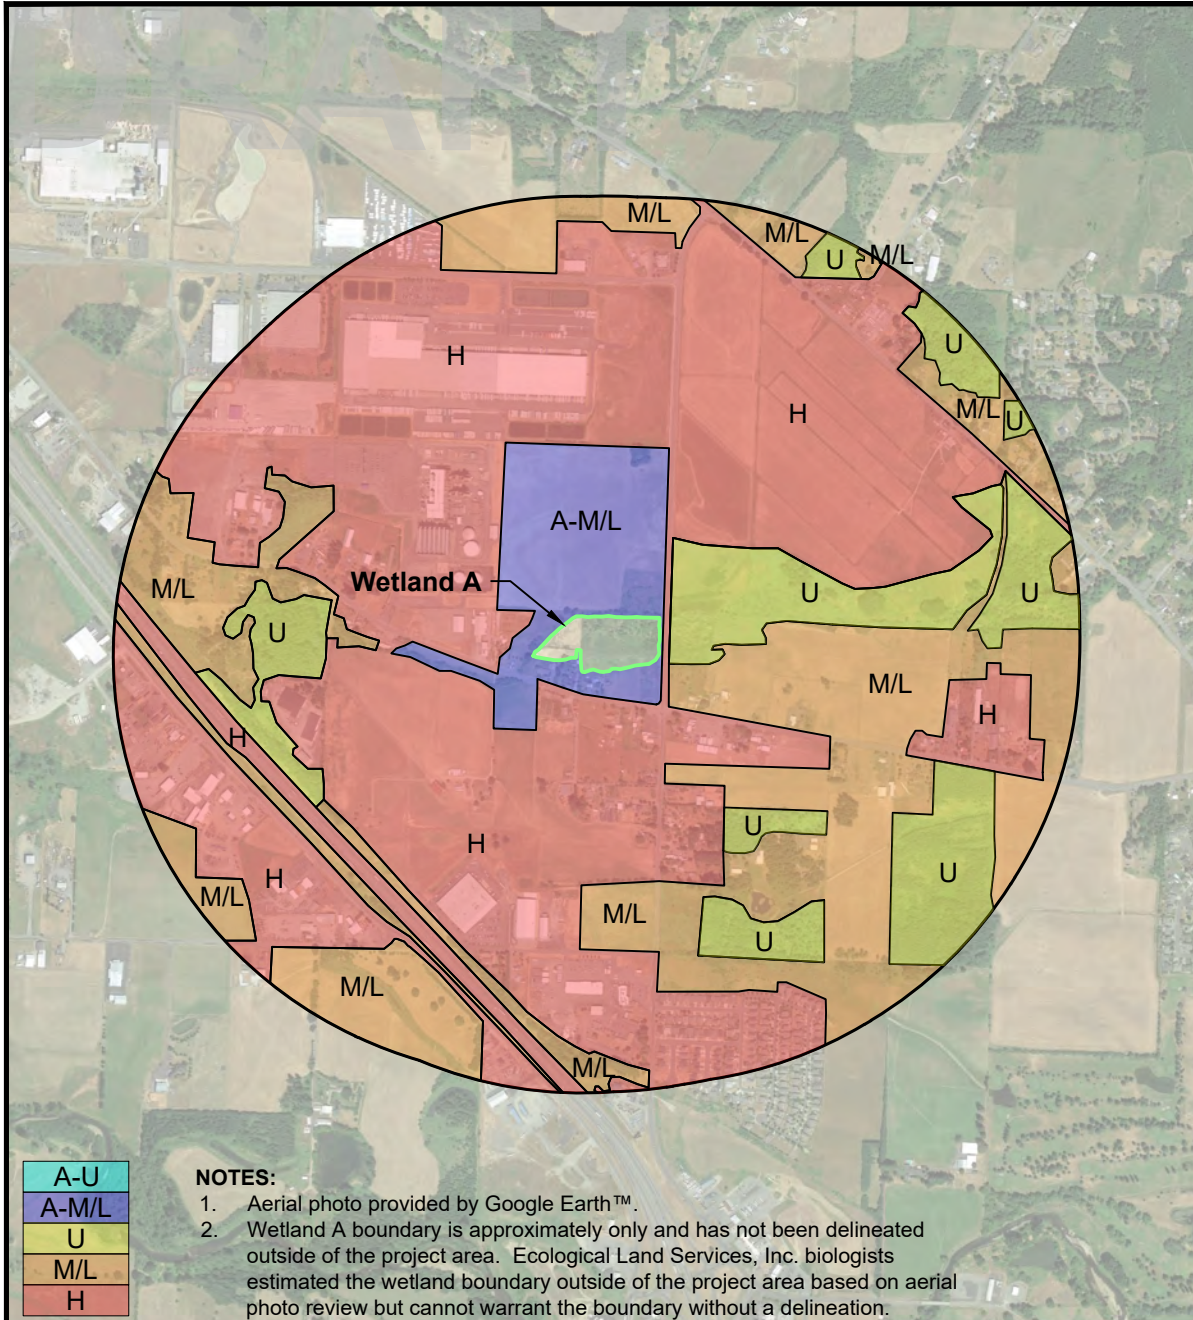 M/L
M/L
U
M/L
U
H
M/L
U
H
A-M/L
Wetland A
M/L
U
U
U
M/L
H
H
U
H
U
H
M/L
M/L
U
M/L
M/L
A-U
A-M/L
U
M/L
H
NOTES:
1. Aerial photo provided by Google Earth™.
2. Wetland A boundary is approximately only and has not been delineated
outside of the project area. Ecological Land Services, Inc. biologists
estimated the wetland boundary outside of the project area based on aerial
photo review but cannot warrant the boundary without a delineation.